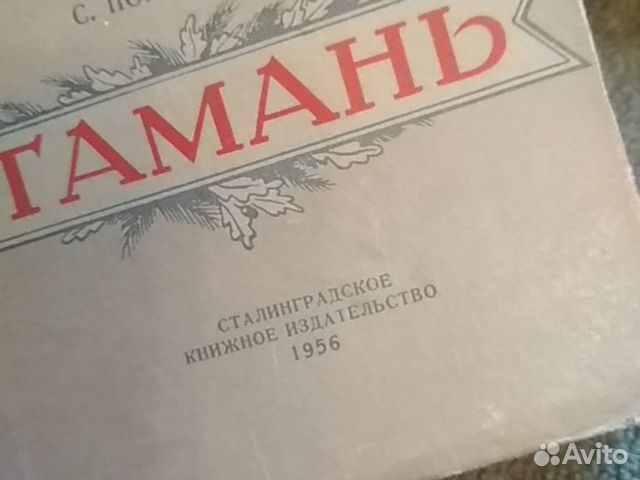 С.
ТАМАНЬ
СТАЛИНГРАДСКОЕ
КНИЖНОЕ ИЗДАТЕЛЬСТВО
1956
Avito